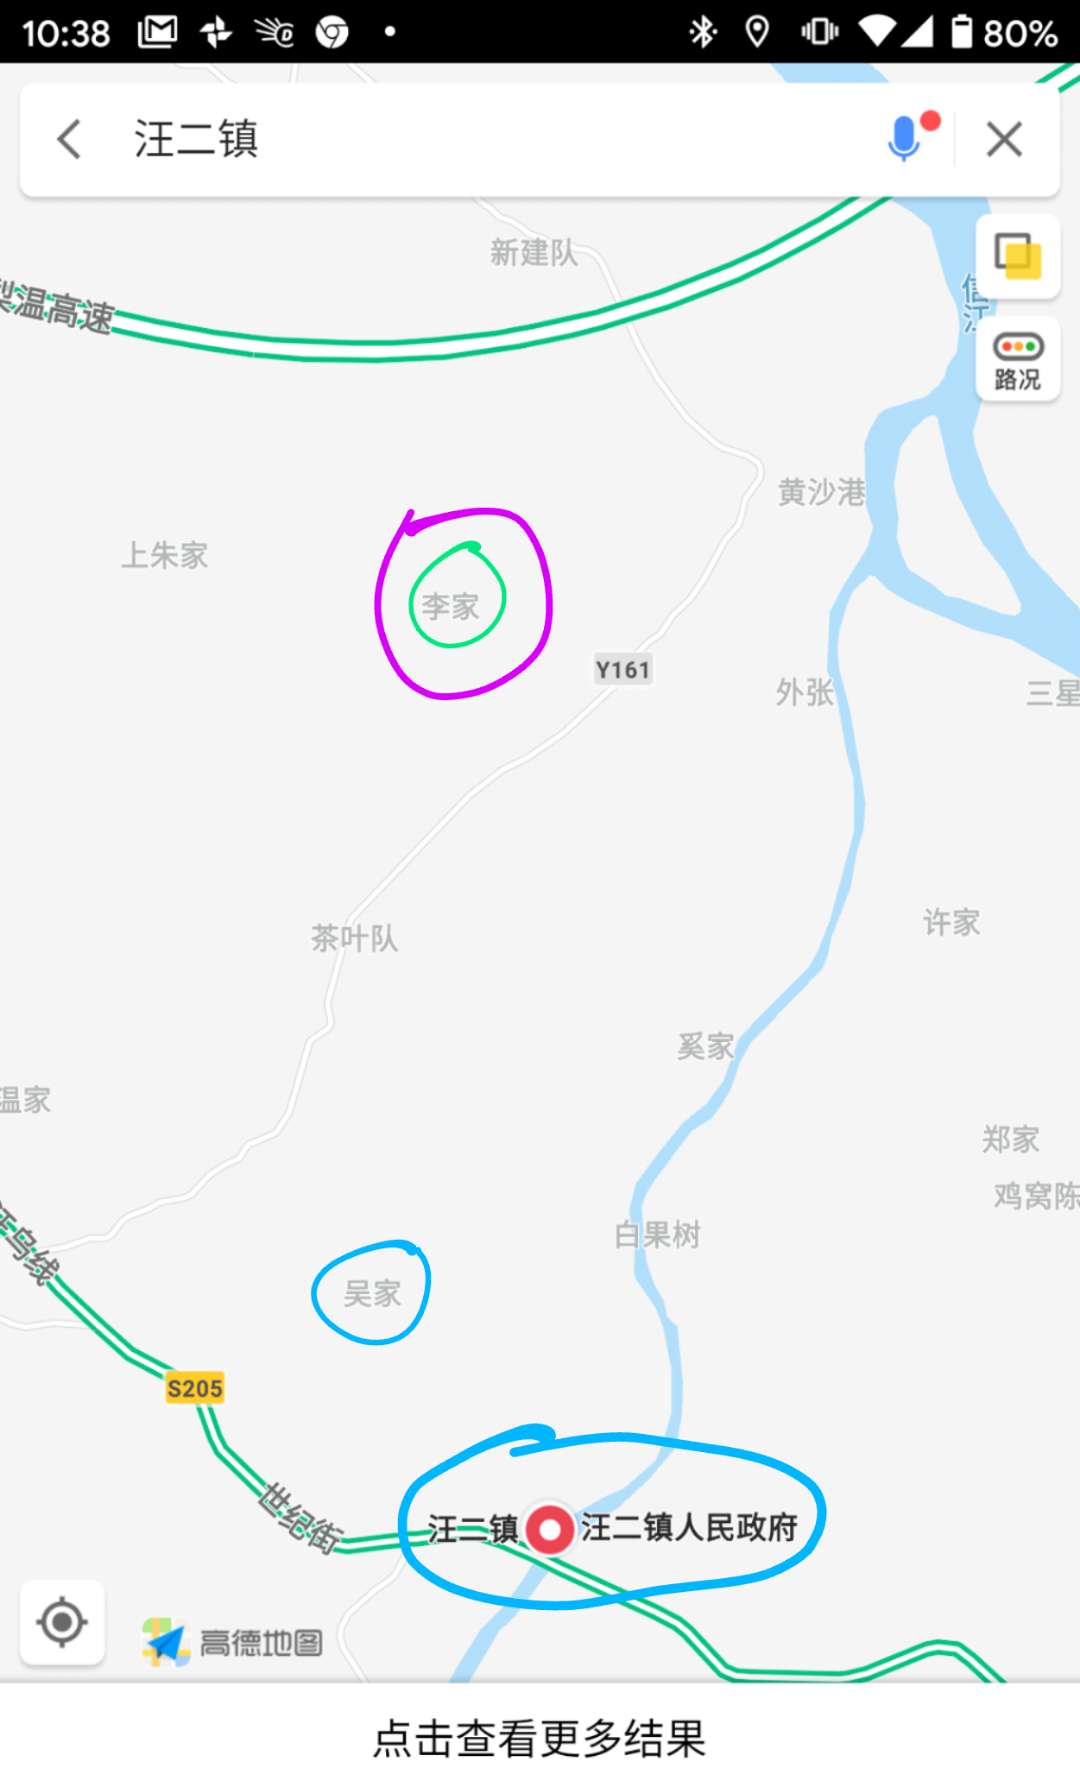 10:38
80%
汪二镇
新建队
梨温高速
信江
路况
黄沙港
上朱家
李家
Y161
外张
三星
许家
茶叶队
奚家
温家
郑家
鸡窝陈
白果树
吴家
S205
世纪街
汪二镇
汪二镇人民政府
高德地图
点击查看更多结果